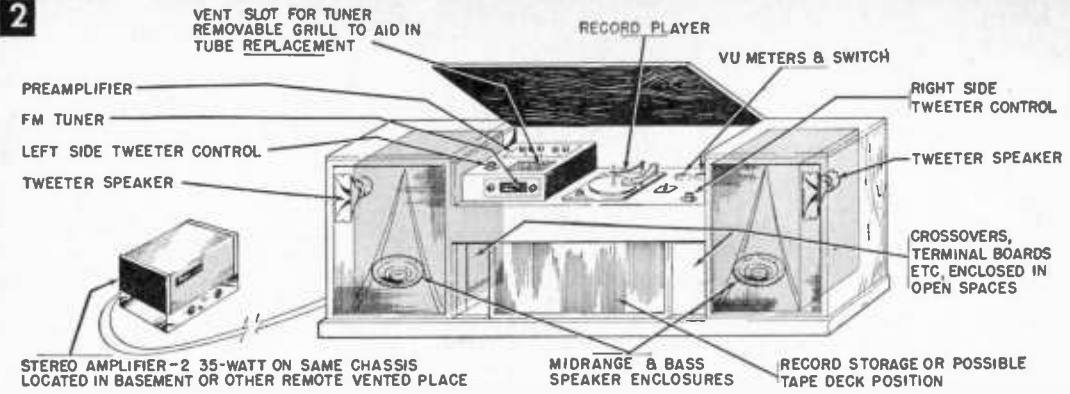 2
VENT SLOT FOR TUNER
REMOVABLE GRILL TO AID IN
TUBE REPLACEMENT
RECORD PLAYER
VU METERS & SWITCH
PREAMPLIFIER
FM TUNER
LEFT SIDE TWEETER CONTROL
TWEETER SPEAKER
RIGHT SIDE
TWEETER CONTROL
TWEETER SPEAKER
CROSSOVERS,
TERMINAL BOARDS
ETC, ENCLOSED IN
OPEN SPACES
STEREO AMPLIFIER-2 35-WATT ON SAME CHASSIS
LOCATED IN BASEMENT OR OTHER REMOTE VENTED PLACE
MIDRANGE & BASS
SPEAKER ENCLOSURES
RECORD STORAGE OR POSSIBLE
TAPE DECK POSITION